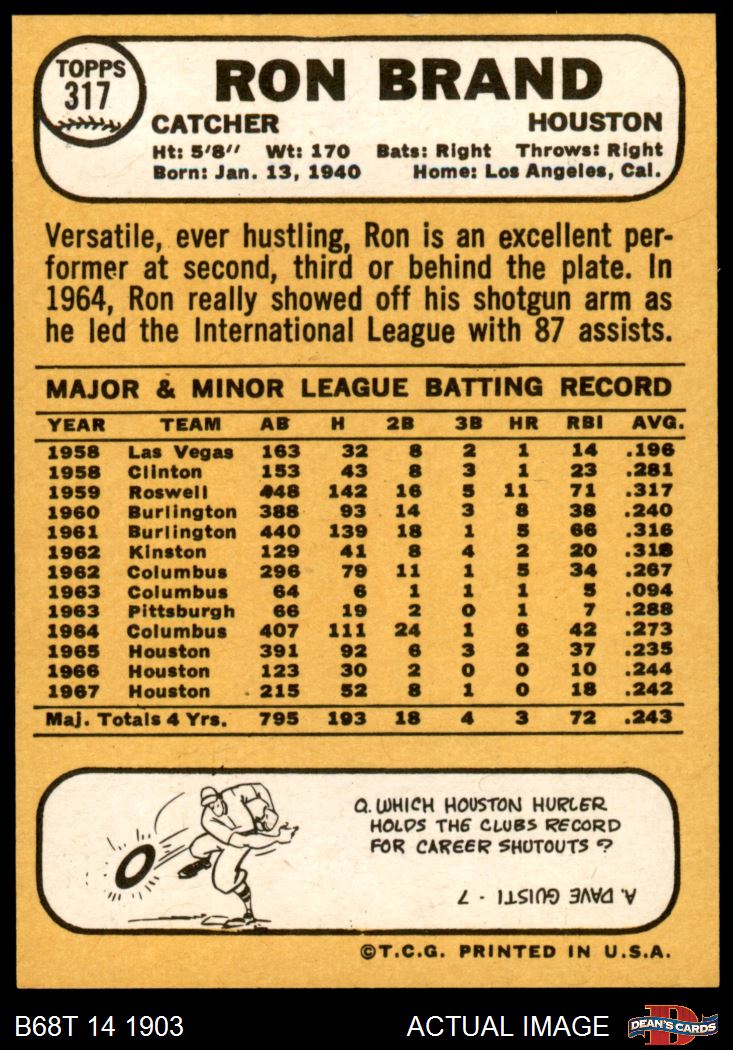 TOPPS
317
RON BRAND
CATCHER HOUSTON
Ht: 5'8" Wt: 170 Bats: Right Throws: Right
Born: Jan. 13, 1940 Home: Los Angeles, Cal.
Versatile, ever hustling, Ron is an excellent per-
former at second, third or behind the plate. In
1964, Ron really showed off his shotgun arm as
he led the International League with 87 assists.
MAJOR & MINOR LEAGUE BATTING RECORD
YEAR TEAM AB H 2B 3B HR RBI AVG.
1958 Las Vegas 163 32 8 2 1 14 .196
1958 Clinton 153 43 8 3 1 23 .281
1959 Roswell 448 142 16 5 11 71 .317
1960 Burlington 388 93 14 3 8 38 .240
1961 Burlington 440 139 18 1 5 66 .316
1962 Kinston 129 41 8 4 2 20 .318
1962 Columbus 296 79 11 1 5 34 .267
1963 Columbus 64 6 1 1 1 5 .094
1963 Pittsburgh 66 19 2 0 1 7 .288
1964 Columbus 407 111 24 1 6 42 .273
1965 Houston 391 92 6 3 2 37 .235
1966 Houston 123 30 2 0 0 10 .244
1967 Houston 215 52 8 1 0 18 .242
Maj. Totals 4 Yrs. 795 193 18 4 3 72 .243
Q. WHICH HOUSTON HURLER
HOLDS THE CLUBS RECORD
FOR CAREER SHUTOUTS?
A. DAVE GUISTI - 7
©T.C.G. PRINTED IN U.S.A.
B68T 14 1903 ACTUAL IMAGE
D
DEAN'S CARDS